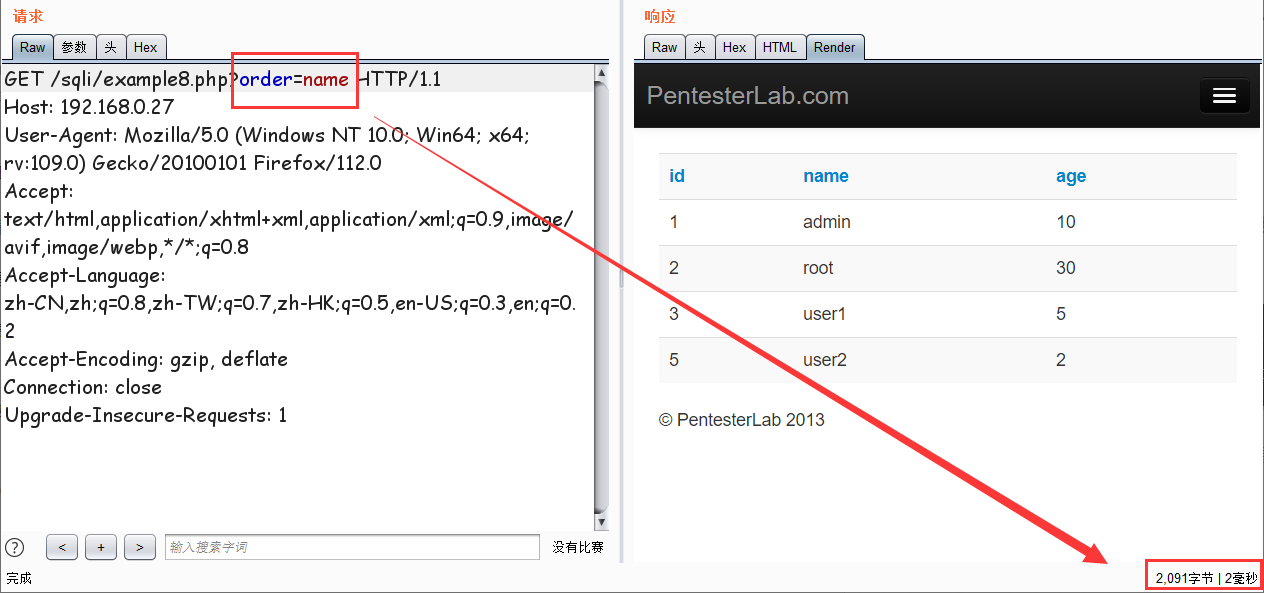 请求
Raw 参数 头 Hex
GET /sqli/example8.php?order=name HTTP/1.1
Host: 192.168.0.27
User-Agent: Mozilla/5.0 (Windows NT 10.0; Win64; x64;
rv:109.0) Gecko/20100101 Firefox/112.0
Accept:
text/html,application/xhtml+xml,application/xml;q=0.9,image/
avif,image/webp,*/*;q=0.8
Accept-Language:
zh-CN,zh;q=0.8,zh-TW;q=0.7,zh-HK;q=0.5,en-US;q=0.3,en;q=0.
2
Accept-Encoding: gzip, deflate
Connection: close
Upgrade-Insecure-Requests: 1
? < + > 输入搜索字词 没有比赛
完成
响应
Raw 头 Hex HTML Render
PentesterLab.com
id name age
1 admin 10
2 root 30
3 user1 5
5 user2 2
© PentesterLab 2013
2,091字节 | 2毫秒